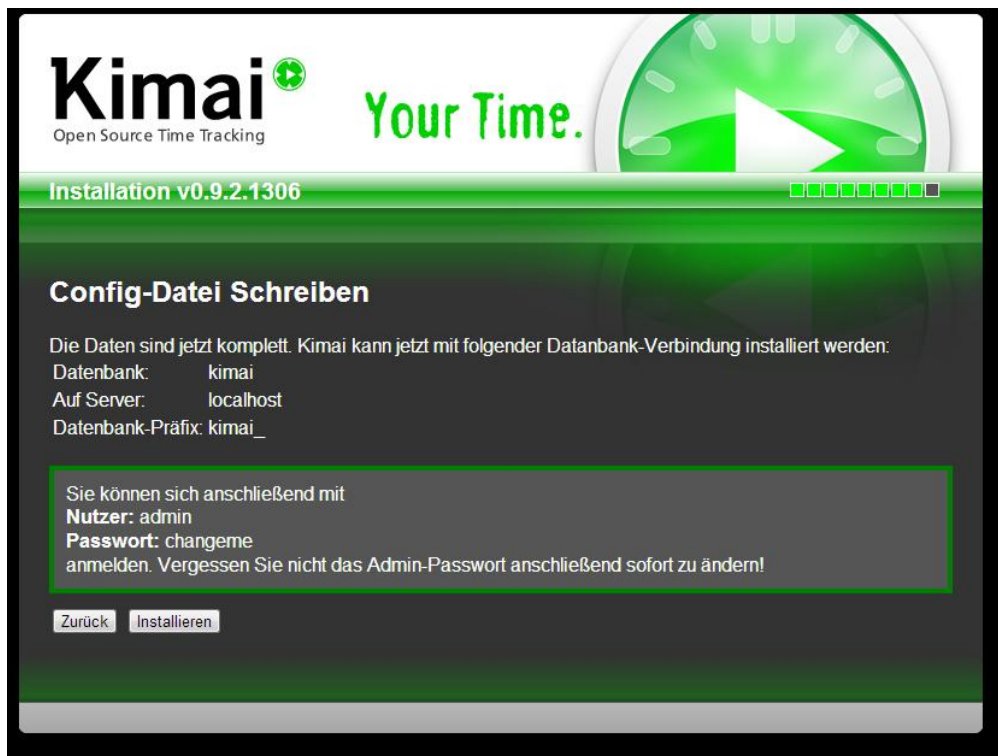 Kimai
Open Source Time Tracking
Your Time.
Installation v0.9.2.1306
Config-Datei Schreiben
Die Daten sind jetzt komplett. Kimai kann jetzt mit folgender Datanbank-Verbindung installiert werden:
Datenbank: kimai
Auf Server: localhost
Datenbank-Präfix: kimai_
Sie können sich anschließend mit
Nutzer: admin
Passwort: changeme
anmelden. Vergessen Sie nicht das Admin-Passwort anschließend sofort zu ändern!
Zurück Installieren